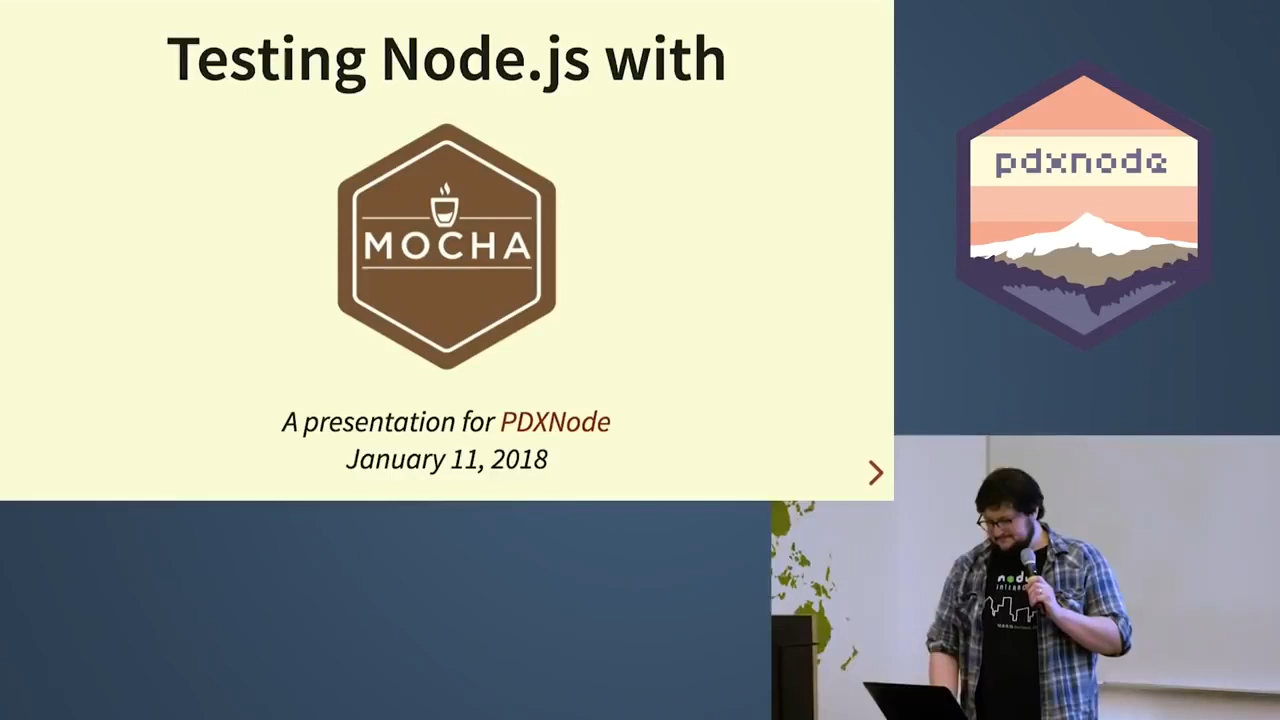 Testing Node.js with
MOCHA
A presentation for PDXNode
January 11, 2018
pdxnode